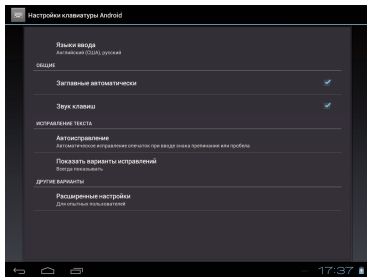 Настройки клавиатуры Android
Языки ввода
Английский (США), русский
ОБЩИЕ
Заглавные автоматически
Звук клавиш
ИСПРАВЛЕНИЕ ТЕКСТА
Автоисправление
Автоматическое исправление опечаток при вводе знака препинания или пробела
Показать варианты исправлений
Всегда показывать
ДРУГИЕ ВАРИАНТЫ
Расширенные настройки
Для опытных пользователей
17:37